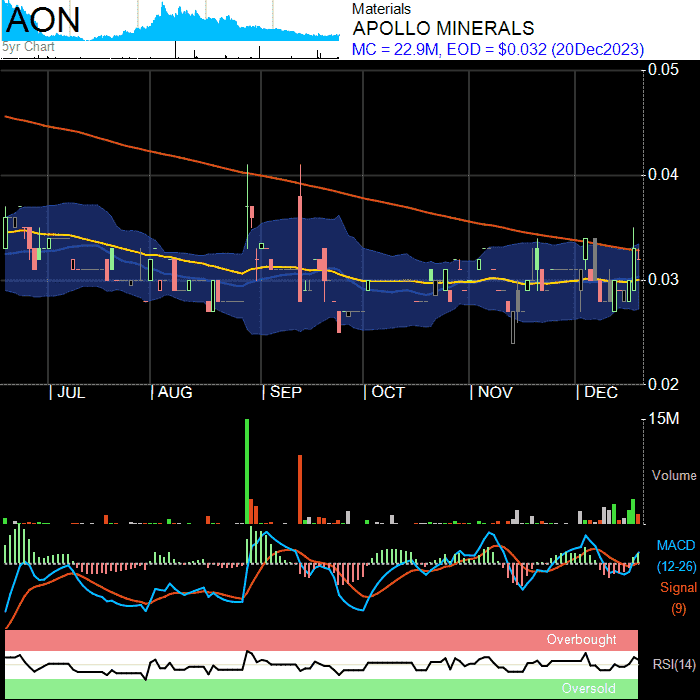 AON
5yr Chart
Materials
APOLLO MINERALS
MC = 22.9M, EOD = $0.032 (20Dec2023)
0.05
0.04
0.03
0.02
JUL AUG SEP OCT NOV DEC
15M
Volume
MACD
(12-26)
Signal
(9)
Overbought
RSI(14)
Oversold